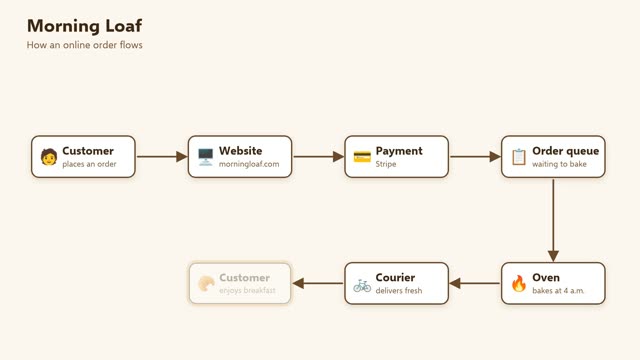 Morning Loaf
How an online order flows
Customer
places an order
Website
morningloaf.com
Payment
Stripe
Order queue
waiting to bake
Customer
enjoys breakfast
Courier
delivers fresh
Oven
bakes at 4 a.m.